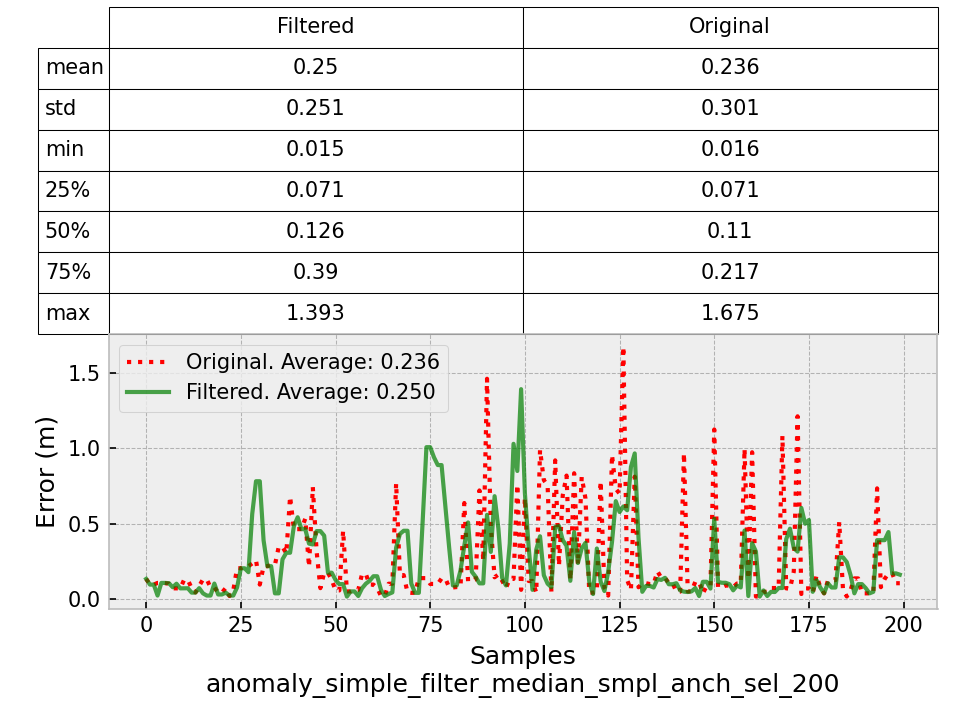 Filtered Original
mean 0.25 0.236
std 0.251 0.301
min 0.015 0.016
25% 0.071 0.071
50% 0.126 0.11
75% 0.39 0.217
max 1.393 1.675
Original. Average: 0.236
Filtered. Average: 0.250
Error (m)
1.5
1.0
0.5
0.0
0 25 50 75 100 125 150 175 200
Samples
anomaly_simple_filter_median_smpl_anch_sel_200